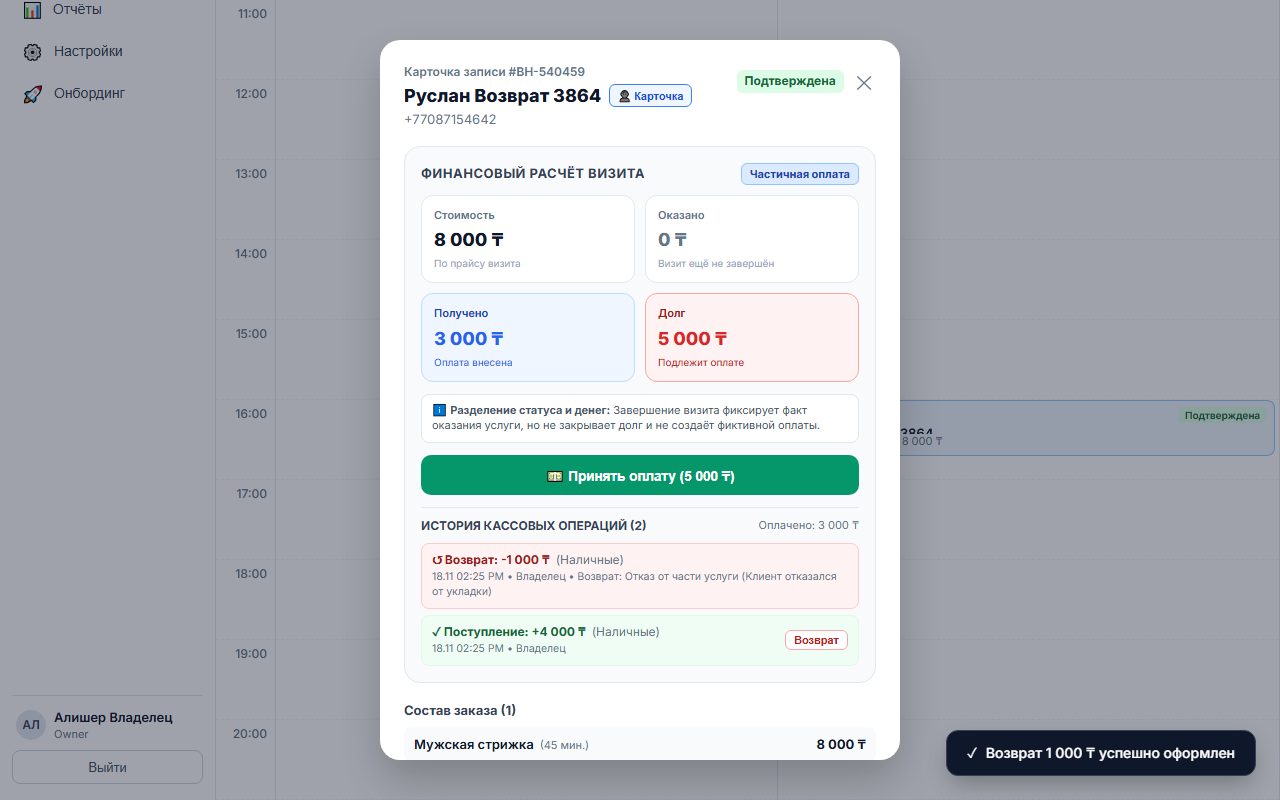 Отчёты
Настройки
Онбординг
11:00
12:00
13:00
14:00
15:00
16:00
17:00
18:00
19:00
20:00
АЛ
Алишер Владелец
Owner
Выйти
Карточка записи #BH-540459
Руслан Возврат 3864
Карточка
+77087154642
Подтверждена
ФИНАНСОВЫЙ РАСЧЁТ ВИЗИТА
Частичная оплата
Стоимость
8 000 ₸
По прайсу визита
Оказано
0 ₸
Визит ещё не завершён
Получено
3 000 ₸
Оплата внесена
Долг
5 000 ₸
Подлежит оплате
Разделение статуса и денег: Завершение визита фиксирует факт
оказания услуги, но не закрывает долг и не создаёт фиктивной оплаты.
Принять оплату (5 000 ₸)
ИСТОРИЯ КАССОВЫХ ОПЕРАЦИЙ (2)
Оплачено: 3 000 ₸
↺ Возврат: -1 000 ₸ (Наличные)
18.11 02:25 PM • Владелец • Возврат: Отказ от части услуги (Клиент отказался
от укладки)
✓ Поступление: +4 000 ₸ (Наличные)
18.11 02:25 PM • Владелец
Возврат
Состав заказа (1)
Мужская стрижка (45 мин.)
8 000 ₸
Подтверждена
3864
8 000 ₸
✓ Возврат 1 000 ₸ успешно оформлен